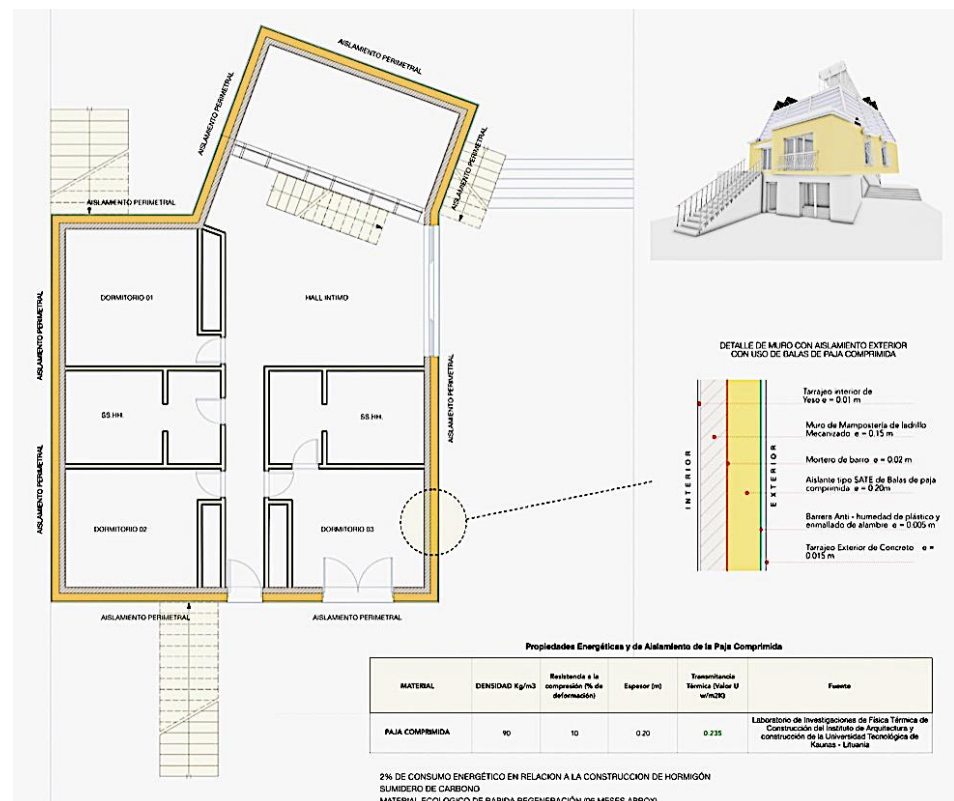 AISLAMIENTO PERIMETRAL
AISLAMIENTO PERIMETRAL
AISLAMIENTO PERIMETRAL
AISLAMIENTO PERIMETRAL
AISLAMIENTO PERIMETRAL
DORMITORIO 01
HALL INTIMO
AISLAMIENTO PERIMETRAL
AISLAMIENTO PERIMETRAL
SS.HH.
SS.HH.
AISLAMIENTO PERIMETRAL
DORMITORIO 02
DORMITORIO 03
AISLAMIENTO PERIMETRAL
AISLAMIENTO PERIMETRAL
DETALLE DE MURO CON AISLAMIENTO EXTERIOR
CON USO DE BALAS DE PAJA COMPRIMIDA
INTERIOR
EXTERIOR
Tarrajeo interior de
Yeso e = 0.01 m
Muro de Mampostería de ladrillo
Mecanizado e = 0.15 m
Mortero de barro e = 0.02 m
Aislante tipo SATE de Balas de paja
comprimida e = 0.20m
Barrera Anti - humedad de plástico y
enmallado de alambre e = 0.005 m
Tarrajeo Exterior de Concreto e =
0.015 m
Propiedades Energéticas y de Aislamiento de la Paja Comprimida
MATERIAL
DENSIDAD Kg/m3
Resistencia a la
compresión (% de
deformación)
Espesor (m)
Transmitancia
Térmica (Valor U
w/m2K)
Fuente
PAJA COMPRIMIDA
90
10
0.20
0.235
Laboratorio de Investigaciones de Física Térmica de
Construcción del Instituto de Arquitectura y
construcción de la Universidad Tecnológica de
Kaunas - Lituania
2% DE CONSUMO ENERGÉTICO EN RELACION A LA CONSTRUCCION DE HORMIGÓN
SUMIDERO DE CARBONO
MATERIAL ECOLOGICO DE RAPIDA REGENERACIÓN (06 MESES APROX)